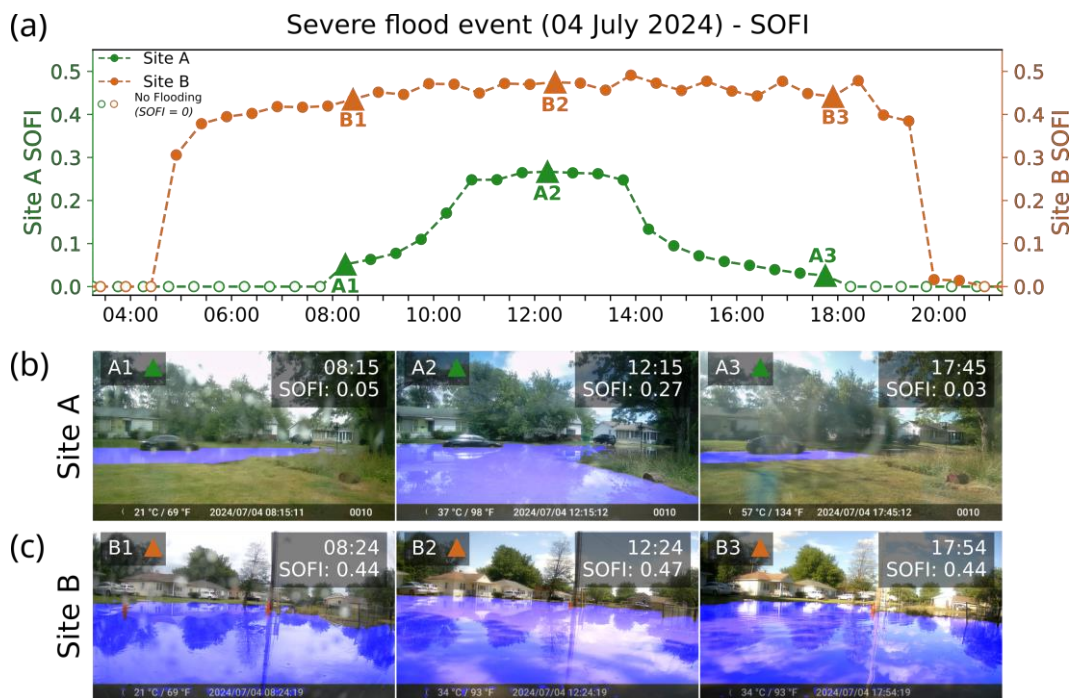 (a)
Severe flood event (04 July 2024) - SOFI
Site A
Site B
No Flooding
(SOFI = 0)
Site A SOFI
Site B SOFI
0.5
0.4
0.3
0.2
0.1
0.0
0.5
0.4
0.3
0.2
0.1
0.0
B1
B2
B3
A1
A2
A3
04:00
06:00
08:00
10:00
12:00
14:00
16:00
18:00
20:00
(b)
Site A
A1
08:15
SOFI: 0.05
21 °C / 69 °F
2024/07/04 08:15:11
0010
A2
12:15
SOFI: 0.27
37 °C / 98 °F
2024/07/04 12:15:12
0010
A3
17:45
SOFI: 0.03
57 °C / 134 °F
2024/07/04 17:45:12
0010
(c)
Site B
B1
08:24
SOFI: 0.44
21 °C / 69 °F
2024/07/04 08:24:19
B2
12:24
SOFI: 0.47
34 °C / 93 °F
2024/07/04 12:24:19
B3
17:54
SOFI: 0.44
34 °C / 93 °F
2024/07/04 17:54:19